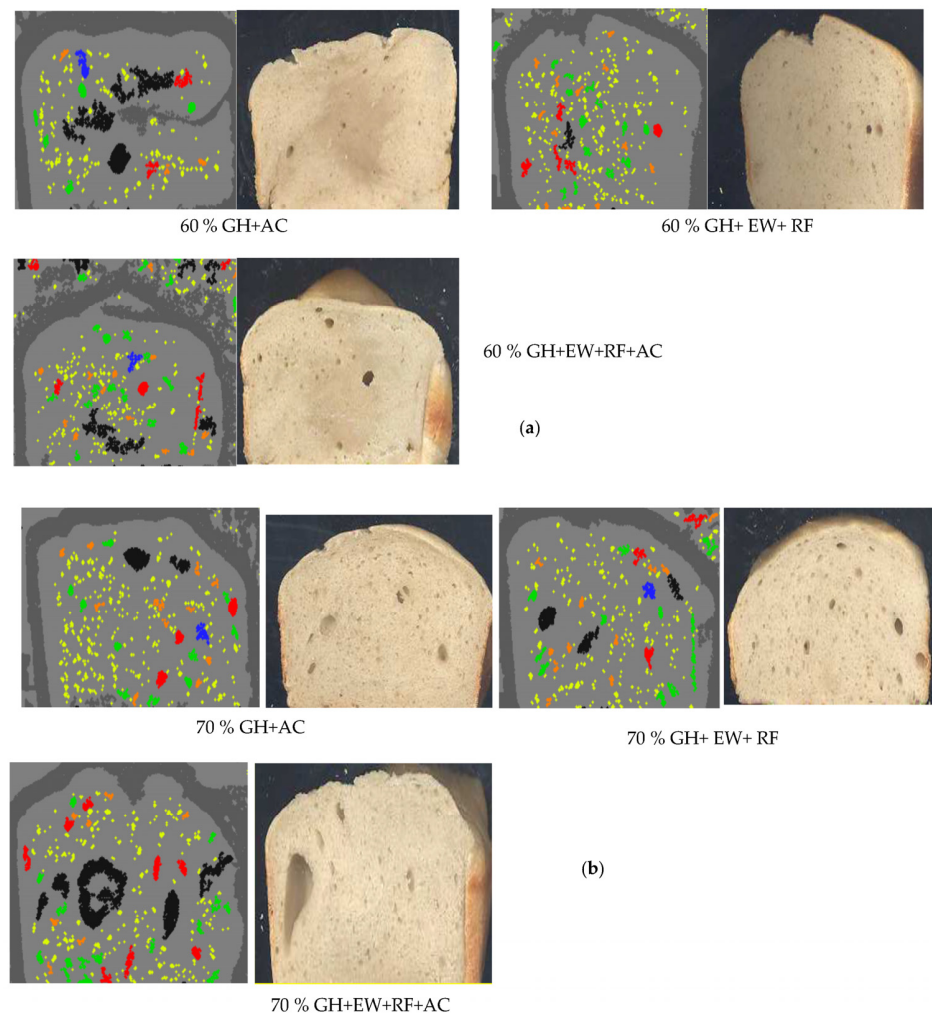 60 % GH+AC
60 % GH+ EW+ RF
60 % GH+EW+RF+AC
(a)
70 % GH+AC
70 % GH+ EW+ RF
(b)
70 % GH+EW+RF+AC